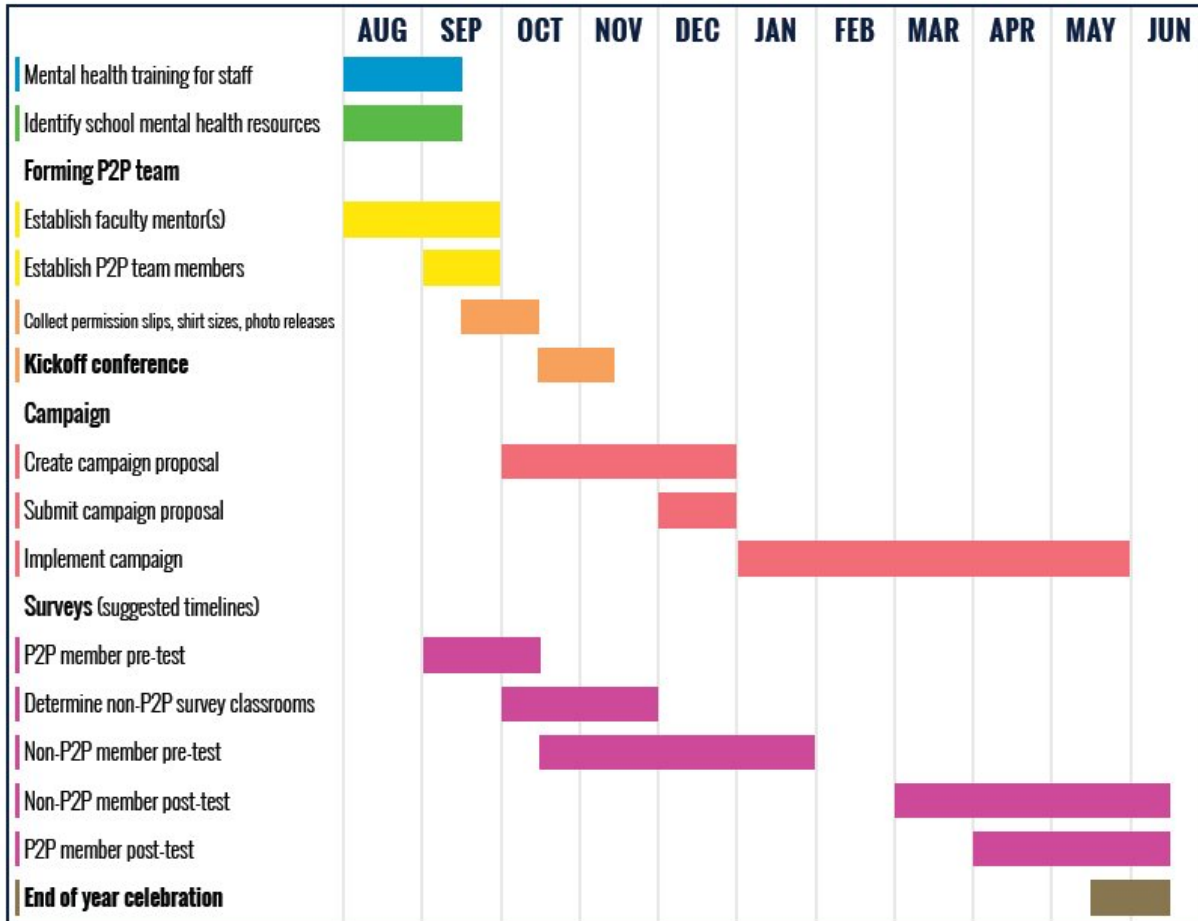 AUG SEP OCT NOV DEC JAN FEB MAR APR MAY JUN
Mental health training for staff
Identify school mental health resources
Forming P2P team
Establish faculty mentor(s)
Establish P2P team members
Collect permission slips, shirt sizes, photo releases
Kickoff conference
Campaign
Create campaign proposal
Submit campaign proposal
Implement campaign
Surveys (suggested timelines)
P2P member pre-test
Determine non-P2P survey classrooms
Non-P2P member pre-test
Non-P2P member post-test
P2P member post-test
End of year celebration